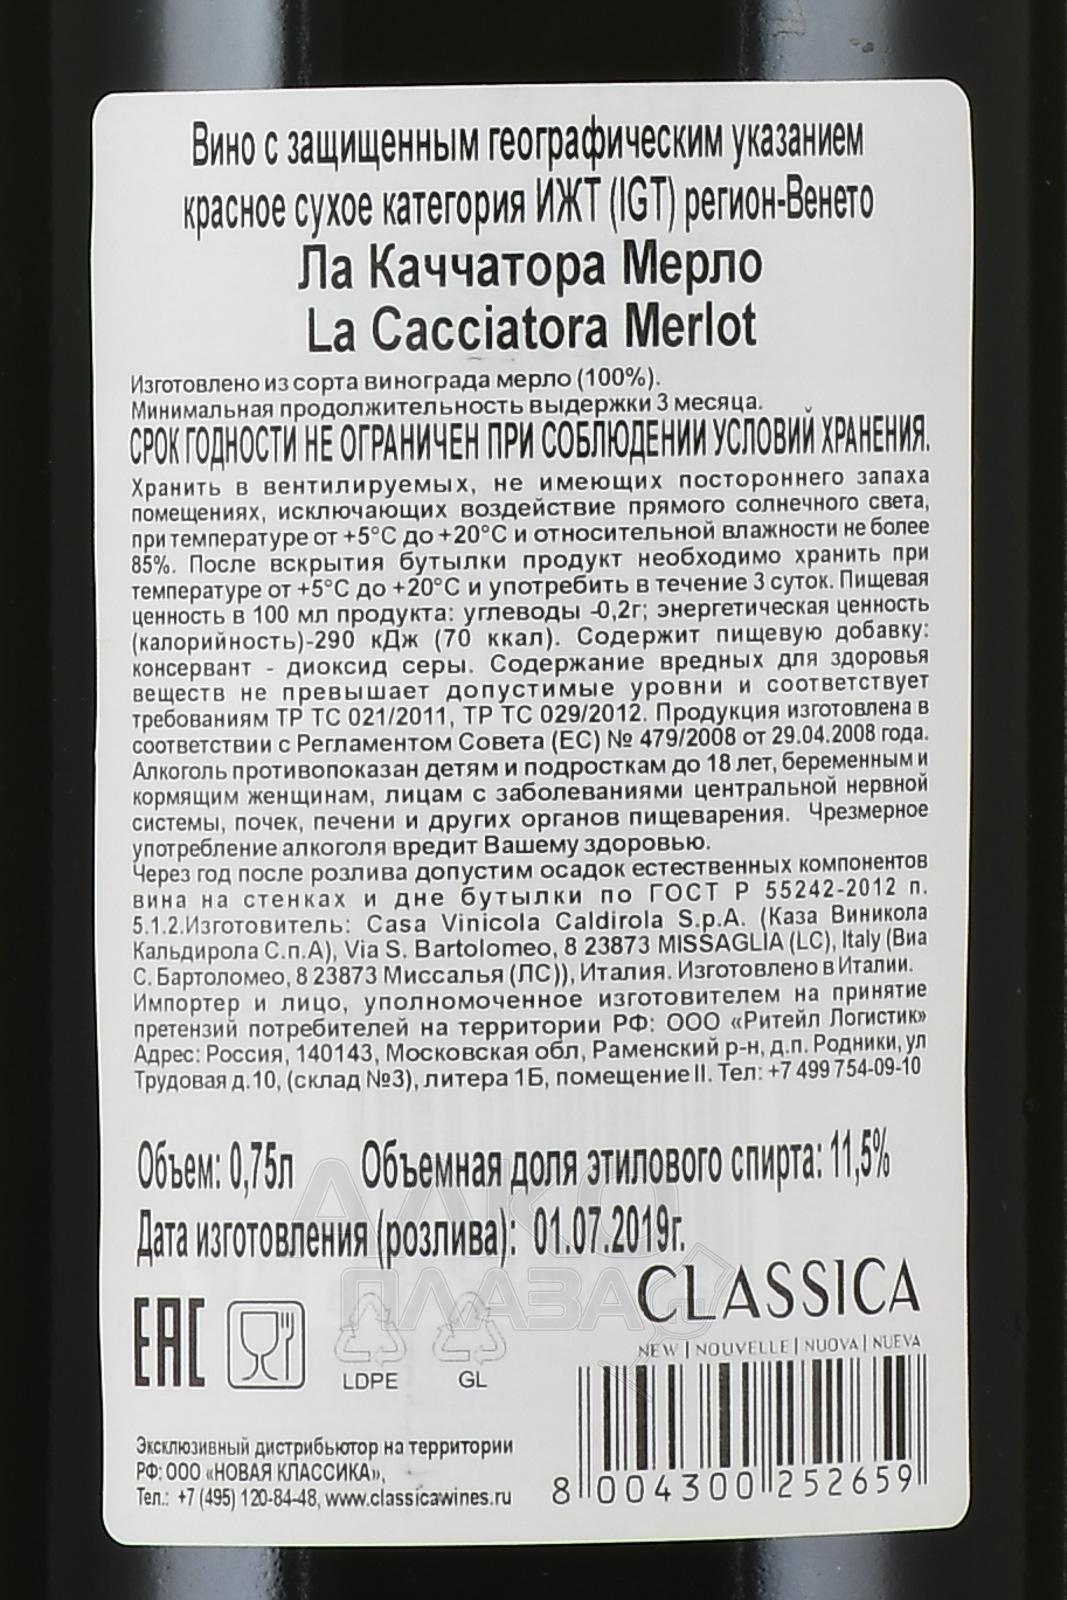 Вино с защищенным географическим указанием
красное сухое категория ИЖТ (IGT) регион-Венето
Ла Каччатора Мерло
La Cacciatora Merlot
Изготовлено из сорта винограда мерло (100%).
Минимальная продолжительность выдержки 3 месяца.
СРОК ГОДНОСТИ НЕ ОГРАНИЧЕН ПРИ СОБЛЮДЕНИИ УСЛОВИЙ ХРАНЕНИЯ.
Хранить в вентилируемых, не имеющих постороннего запаха
помещениях, исключающих воздействие прямого солнечного света,
при температуре от +5°С до +20°С и относительной влажности не более
85%. После вскрытия бутылки продукт необходимо хранить при
температуре от +5°С до +20°С и употребить в течение 3 суток. Пищевая
ценность в 100 мл продукта: углеводы -0,2г; энергетическая ценность
(калорийность)-290 кДж (70 ккал). Содержит пищевую добавку:
консервант - диоксид серы. Содержание вредных для здоровья
веществ не превышает допустимые уровни и соответствует
требованиям ТР ТС 021/2011, ТР ТС 029/2012. Продукция изготовлена в
соответствии с Регламентом Совета (ЕС) № 479/2008 от 29.04.2008 года.
Алкоголь противопоказан детям и подросткам до 18 лет, беременным и
кормящим женщинам, лицам с заболеваниями центральной нервной
системы, почек, печени и других органов пищеварения. Чрезмерное
употребление алкоголя вредит Вашему здоровью.
Через год после розлива допустим осадок естественных компонентов
вина на стенках и дне бутылки по ГОСТ Р 55242-2012 п.
5.1.2.Изготовитель: Casa Vinicola Caldirola S.p.A. (Каза Виникола
Кальдирола С.п.А), Via S. Bartolomeo, 8 23873 MISSAGLIA (LC), Italy (Виа
С. Бартоломео, 8 23873 Миссалья (ЛС)), Италия. Изготовлено в Италии.
Импортер и лицо, уполномоченное изготовителем на принятие
претензий потребителей на территории РФ: ООО «Ритейл Логистик»
Адрес: Россия, 140143, Московская обл, Раменский р-н, д.п. Родники, ул
Трудовая д.10, (склад №3), литера 1Б, помещение II. Тел: +7 499 754-09-10
Объем: 0,75л Объемная доля этилового спирта: 11,5%
Дата изготовления (розлива): 01.07.2019г.
АЛКО
ПЛАЗА
CLASSICA
NEW | NOUVELLE | NUOVA | NUEVA
EAC
LDPE GL
Эксклюзивный дистрибьютор на территории
РФ: ООО «НОВАЯ КЛАССИКА»,
Тел.: +7 (495) 120-84-48, www.classicawines.ru
8 004300 252659